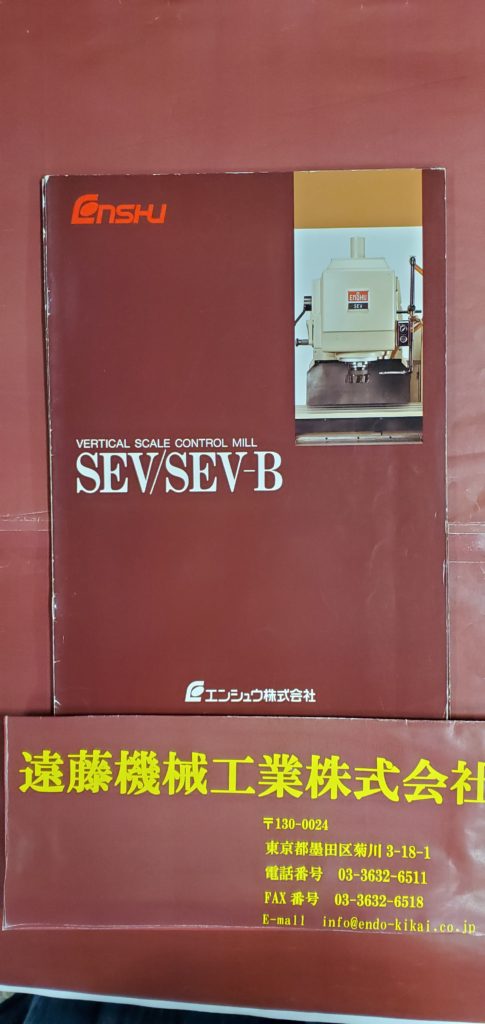 ENSHU
ENSHU
SEV
VERTICAL SCALE CONTROL MILL
SEV/SEV-B
エンシュウ株式会社
遠藤機械工業株式会社
〒130-0024
東京都墨田区菊川 3-18-1
電話番号 03-3632-6511
FAX 番号 03-3632-6518
E-mall info@endo-kikai.co.jp